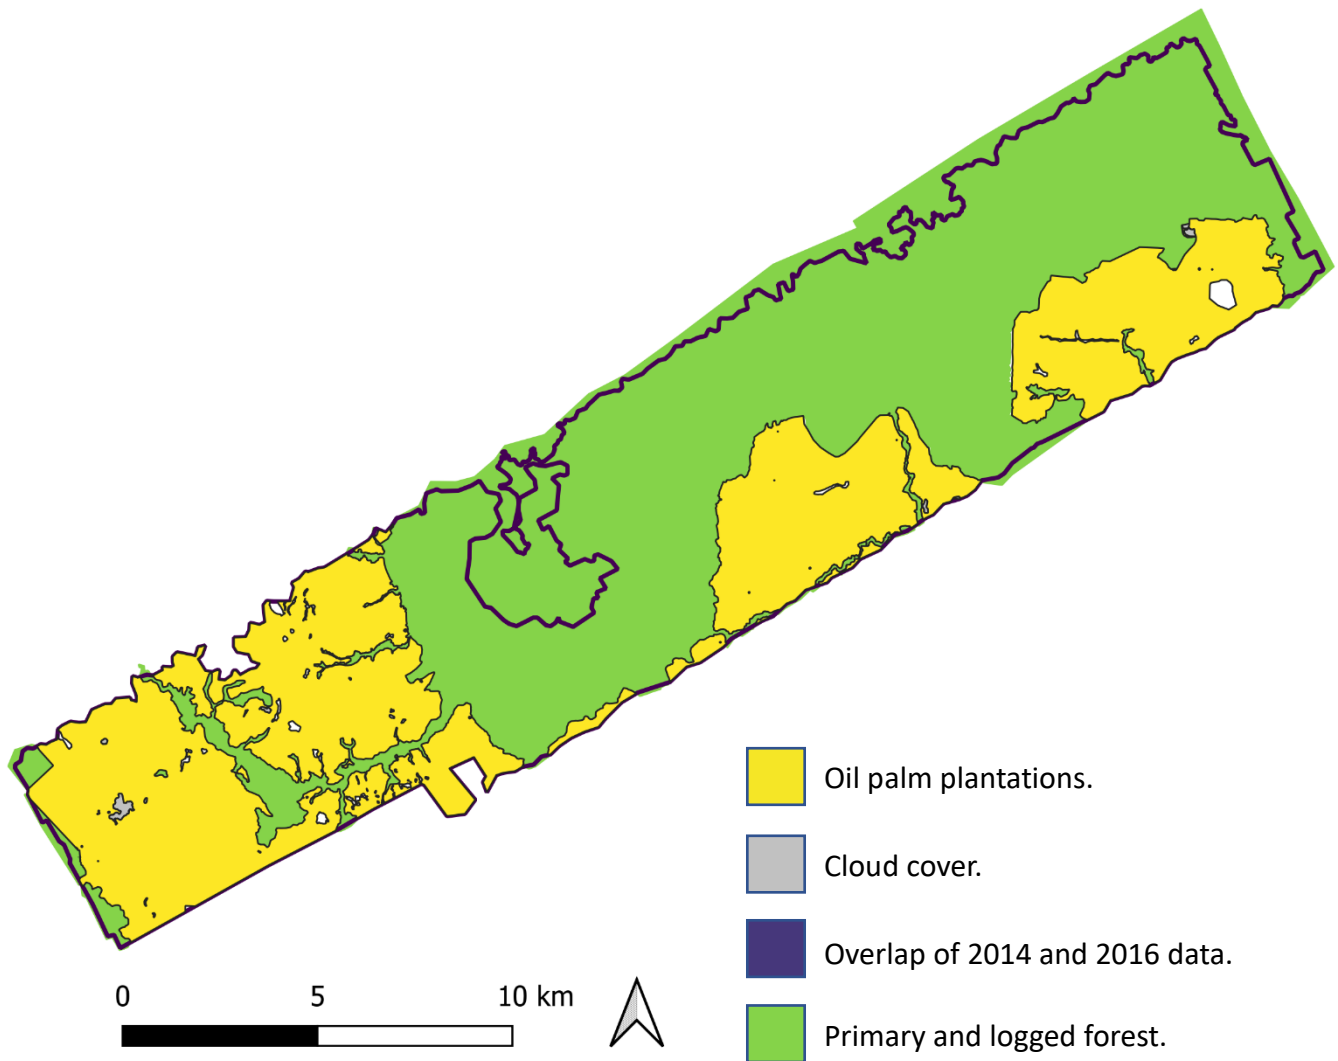 Oil palm plantations.
Cloud cover.
Overlap of 2014 and 2016 data.
Primary and logged forest.
0 5 10 km